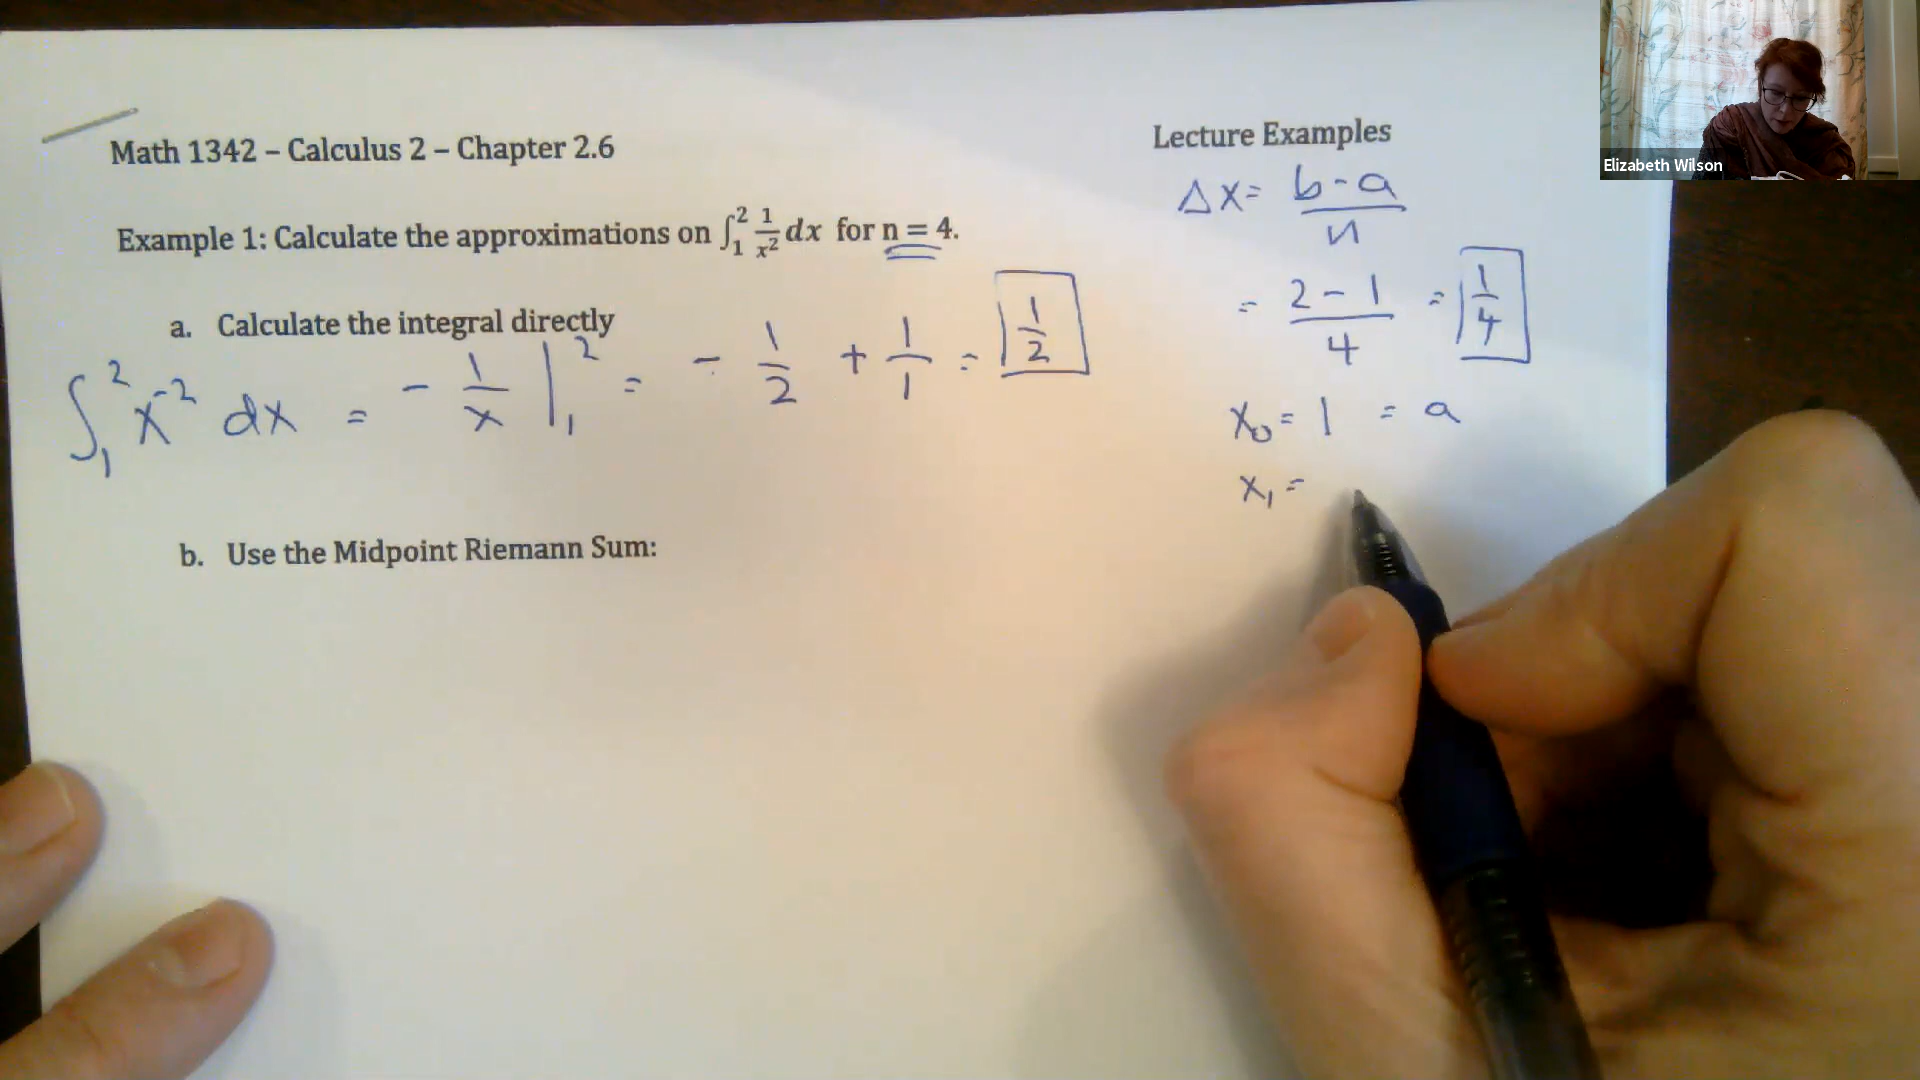 Math 1342 – Calculus 2 – Chapter 2.6
Lecture Examples
Elizabeth Wilson
Δx = b-a / n
= 2-1 / 4 = 1/4
x₀ = 1 = a
x₁ =
Example 1: Calculate the approximations on ∫₁² 1/x² dx for n = 4.
a. Calculate the integral directly
∫₁² x⁻² dx = - 1/x |₁² = - 1/2 + 1/1 = 1/2
b. Use the Midpoint Riemann Sum: